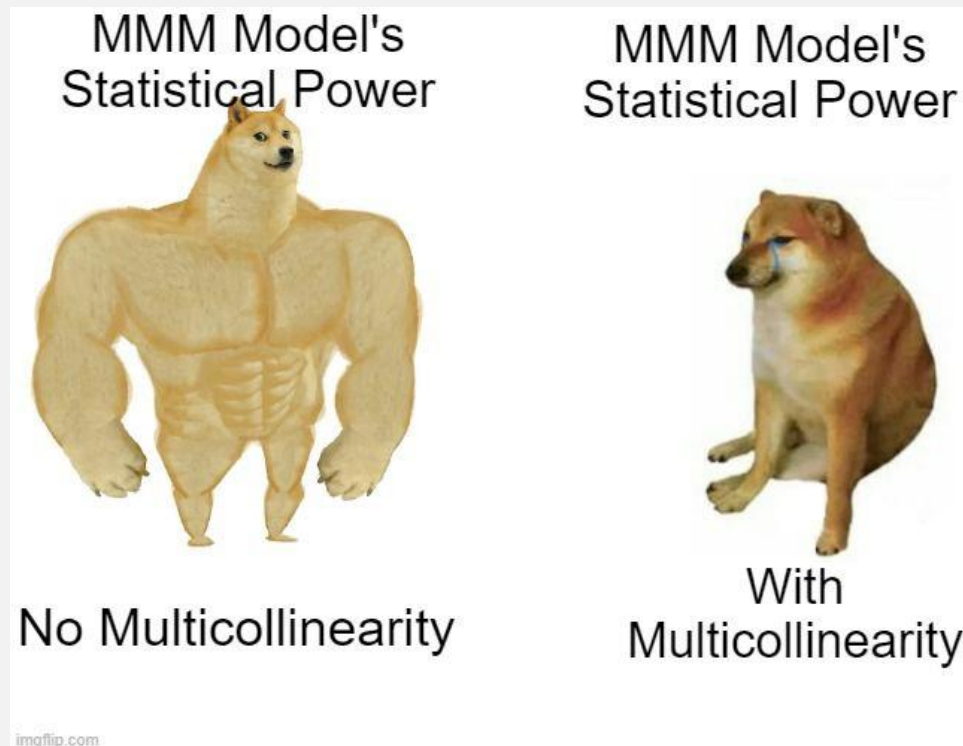 MMM Model's
Statistical Power
MMM Model's
Statistical Power
No Multicollinearity
With
Multicollinearity
imgflip.com